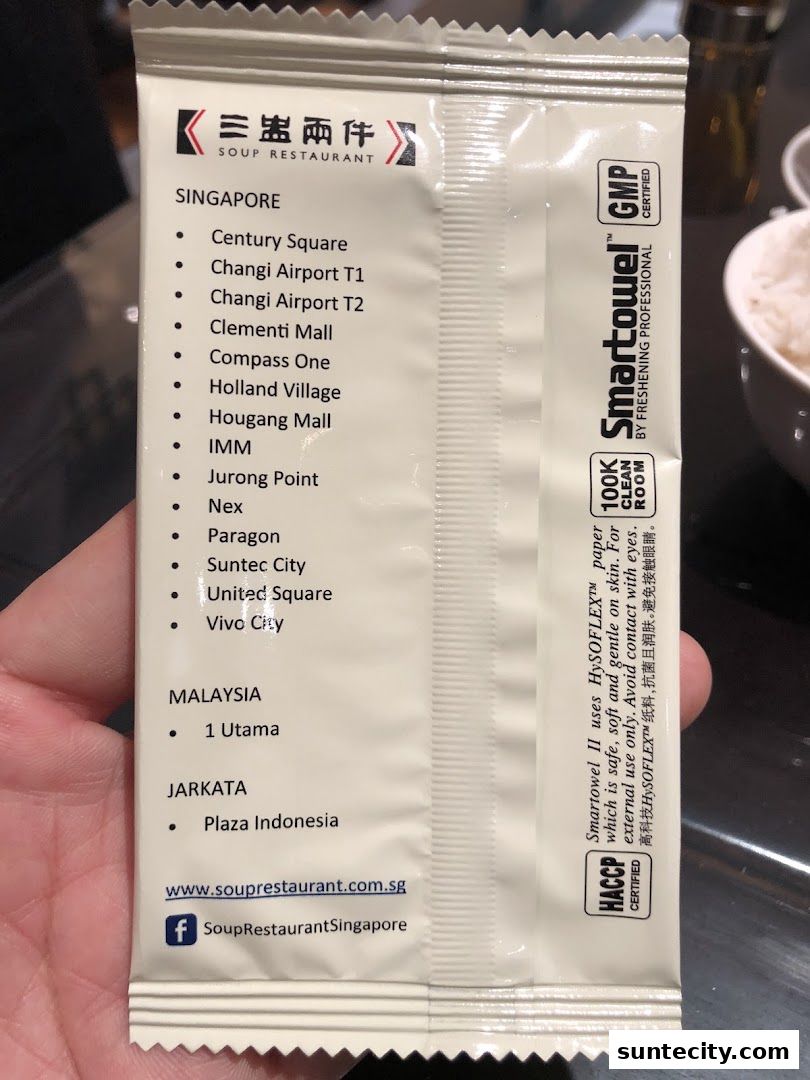 三盅兩件
SOUP RESTAURANT
SINGAPORE
• Century Square
• Changi Airport T1
• Changi Airport T2
• Clementi Mall
• Compass One
• Holland Village
• Hougang Mall
• IMM
• Jurong Point
• Nex
• Paragon
• Suntec City
• United Square
• Vivo City
MALAYSIA
• 1 Utama
JARKATA
• Plaza Indonesia
www.souprestaurant.com.sg
f SoupRestaurantSingapore
HACCP
CERTIFIED
Smartowel II uses HySOFLEX™ paper
which is safe, soft and gentle on skin. For
external use only. Avoid contact with eyes.
高科技HySOFLEX™纸料,抗菌且润肤。避免接触眼睛。
100K
CLEAN
ROOM
Smartowel™
BY FRESHENING PROFESSIONAL
GMP
CERTIFIED
suntecity.com